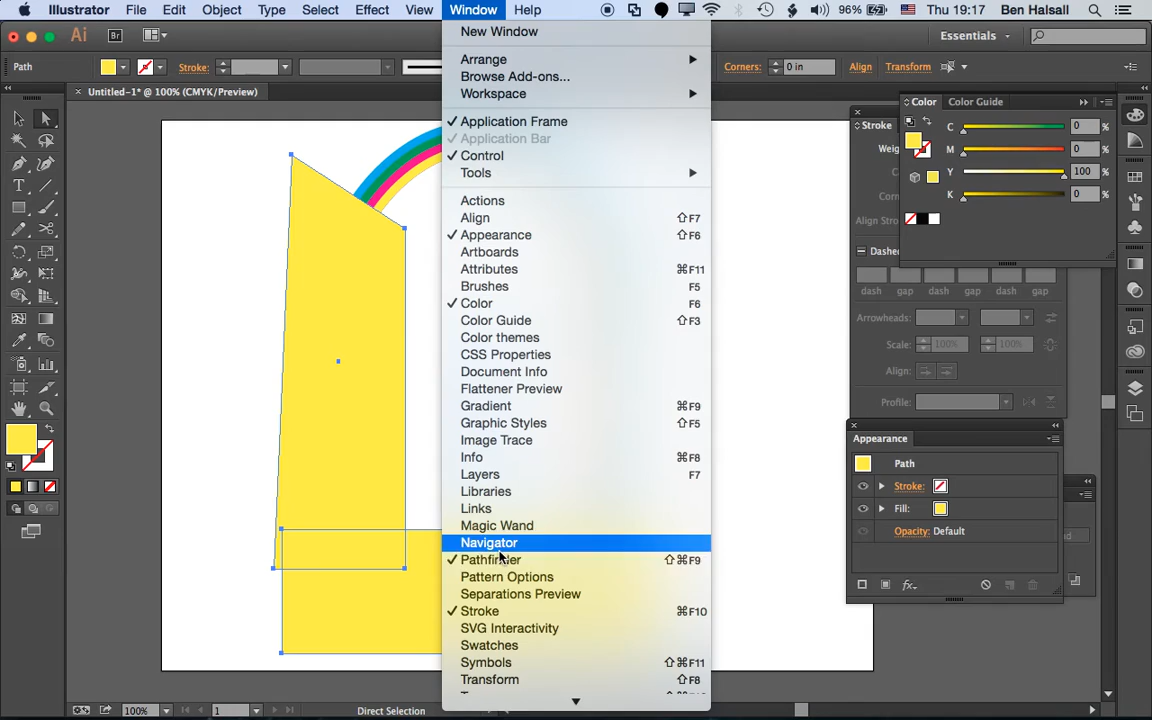 Illustrator File Edit Object Type Select Effect View Window Help 96% Thu 19:17 Ben Halsall
Ai Br Essentials
Path Stroke: Corners: 0 in Align Transform
Untitled-1* @ 100% (CMYK/Preview)
New Window
Arrange
Browse Add-ons...
Workspace
Application Frame
Application Bar
Control
Tools
Actions
Align ⇧F7
Appearance ⇧F6
Artboards
Attributes ⌘F11
Brushes F5
Color F6
Color Guide ⇧F3
Color themes
CSS Properties
Document Info
Flattener Preview
Gradient ⌘F9
Graphic Styles ⇧F5
Image Trace
Info ⌘F8
Layers F7
Libraries
Links
Magic Wand
Navigator
Pathfinder ⇧⌘F9
Pattern Options
Separations Preview
Stroke ⌘F10
SVG Interactivity
Swatches
Symbols ⇧⌘F11
Transform ⇧F8
Color Color Guide
C 0 %
M 0 %
Y 100 %
K 0 %
Stroke
Align Stro
Dashed
dash gap dash gap
Arrowheads:
Scale: 100% 100%
Align:
Profile:
Appearance
Path
Stroke:
Fill:
Opacity: Default
fx
100% 1 Direct Selection